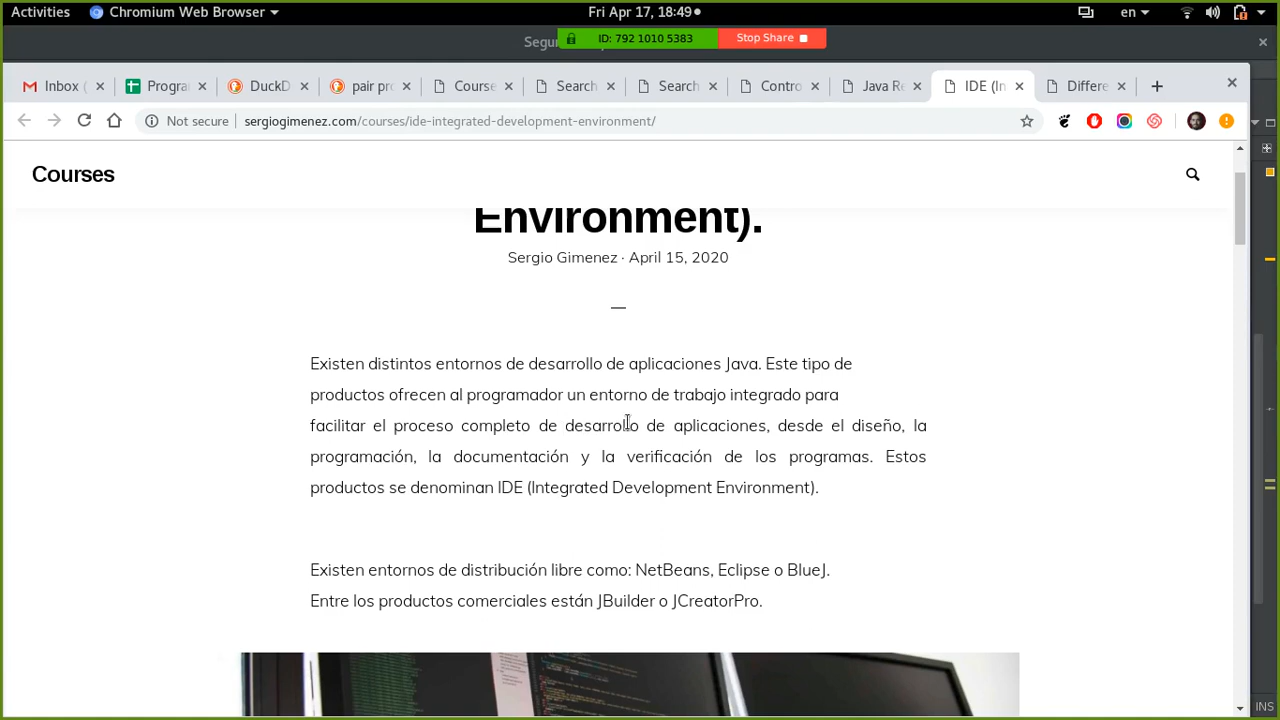 Activities Chromium Web Browser Fri Apr 17, 18:49 en
ID: 792 1010 5383 Stop Share
Inbox ( Progra DuckD pair pro Course Search Search Contro Java Re IDE (In Differe
Not secure sergiogimenez.com/courses/ide-integrated-development-environment/
Courses
Environment).
Sergio Gimenez · April 15, 2020
—
Existen distintos entornos de desarrollo de aplicaciones Java. Este tipo de
productos ofrecen al programador un entorno de trabajo integrado para
facilitar el proceso completo de desarrollo de aplicaciones, desde el diseño, la
programación, la documentación y la verificación de los programas. Estos
productos se denominan IDE (Integrated Development Environment).
Existen entornos de distribución libre como: NetBeans, Eclipse o BlueJ.
Entre los productos comerciales están JBuilder o JCreatorPro.
INS